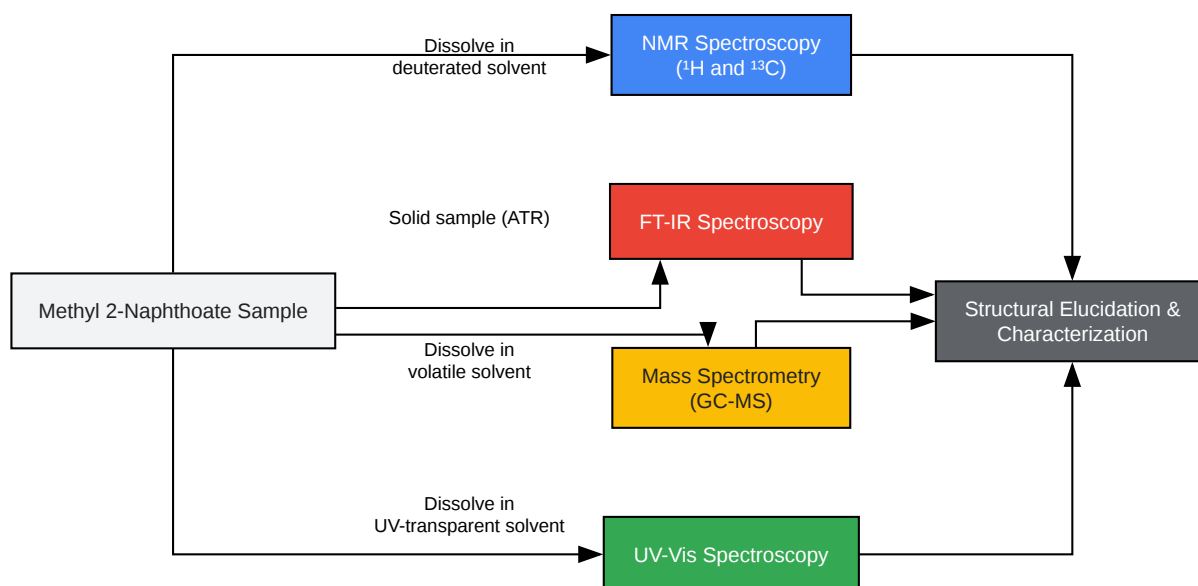 Dissolve in
deuterated solvent
NMR Spectroscopy
(¹H and ¹³C)
Solid sample (ATR)
FT-IR Spectroscopy
Methyl 2-Naphthoate Sample
Structural Elucidation &
Characterization
Dissolve in
volatile solvent
Mass Spectrometry
(GC-MS)
Dissolve in
UV-transparent solvent
UV-Vis Spectroscopy